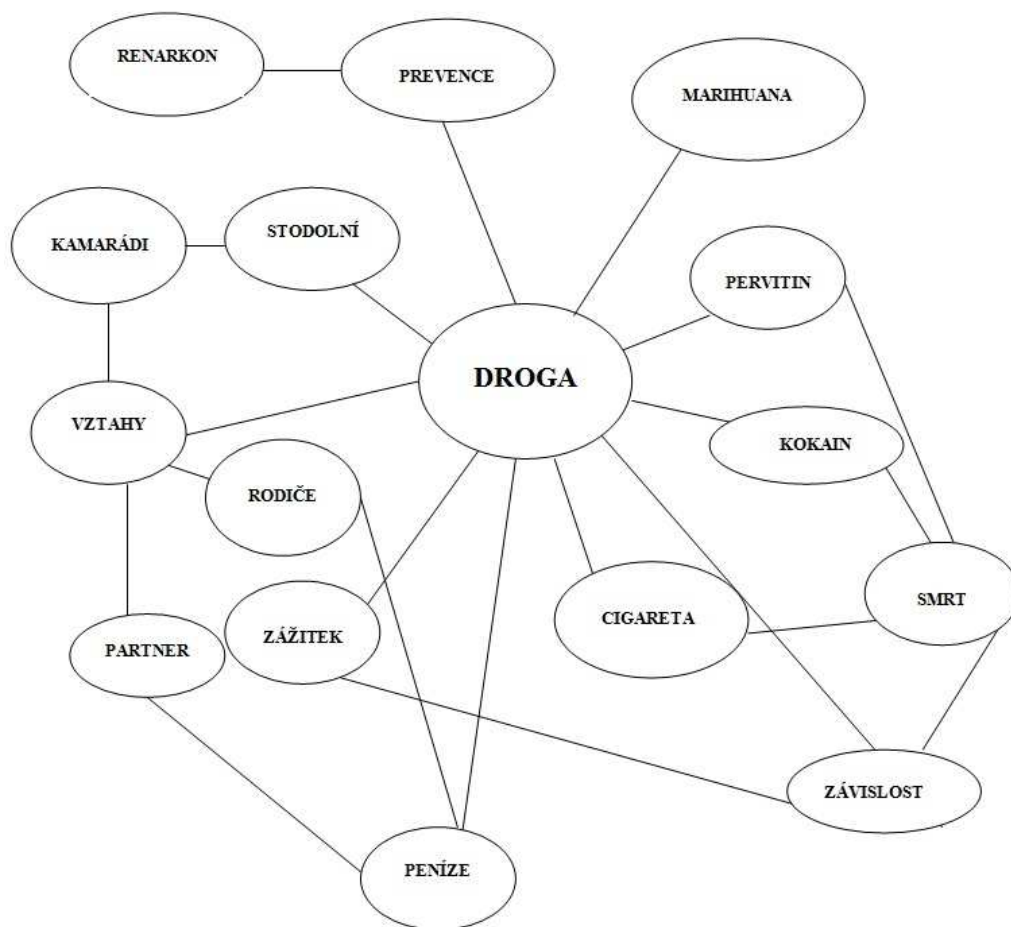 RENARKON
PREVENCE
MARIHUANA
KAMARÁDI
STODOLNÍ
PERVITIN
DROGA
VZTAHY
KOKAIN
RODIČE
SMRT
CIGARETA
ZÁŽITEK
PARTNER
ZÁVISLOST
PENÍZE